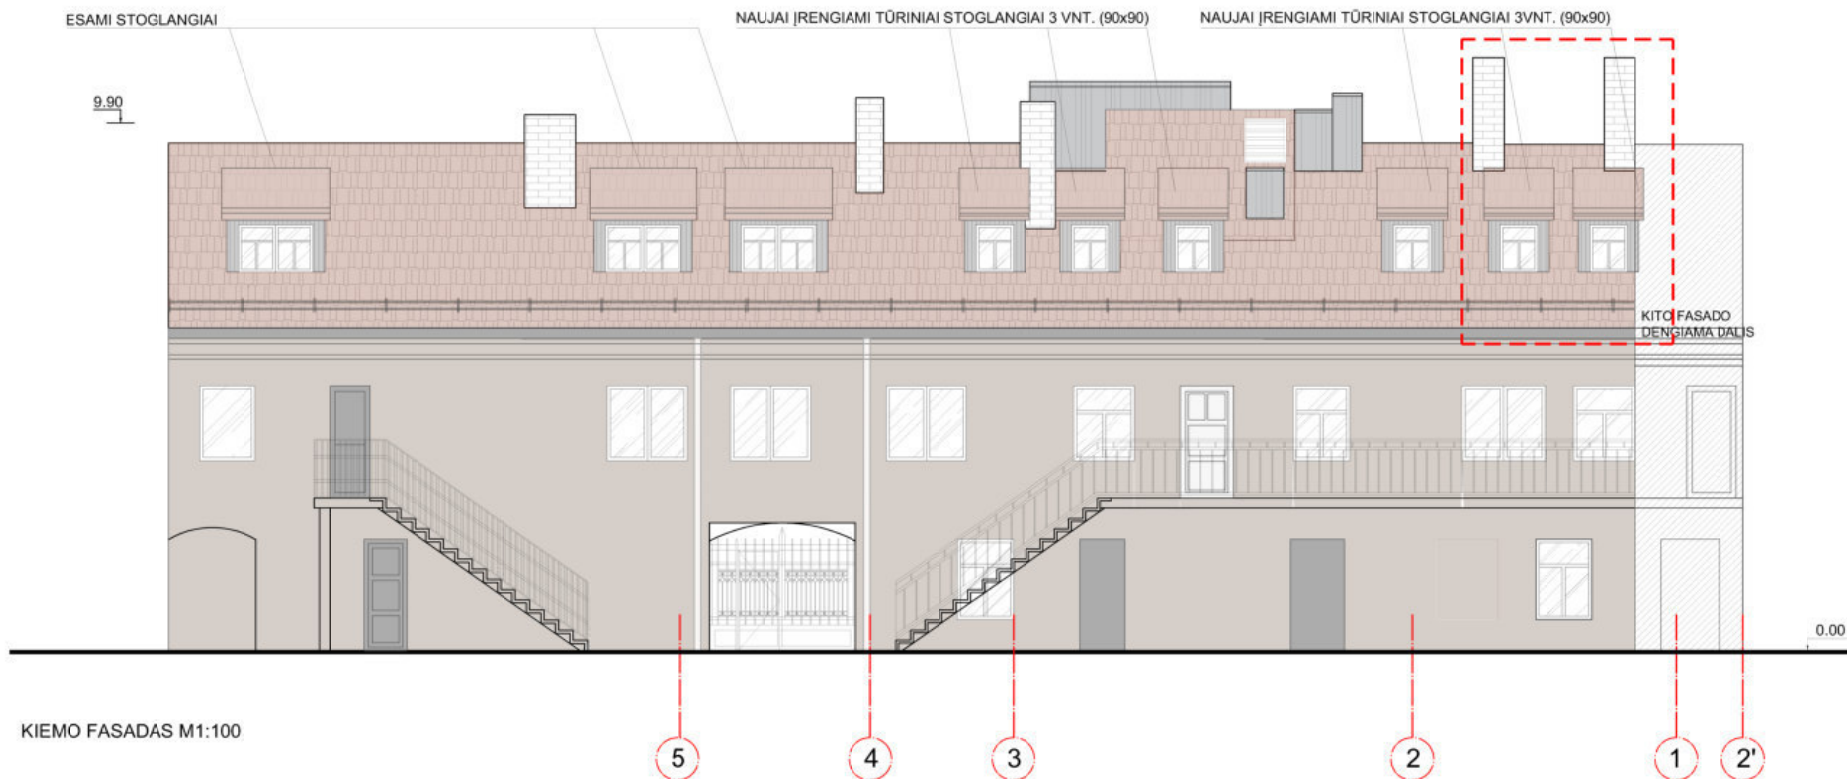 ESAMI STOGLANGIAI
NAUJAI ĮRENGIAMI TŪRINIAI STOGLANGIAI 3 VNT. (90x90)
NAUJAI ĮRENGIAMI TŪRINIAI STOGLANGIAI 3VNT. (90x90)
9.90
KITO FASADO
DENGIAMA DALIS
0.00
KIEMO FASADAS M1:100
5
4
3
2
1
2'